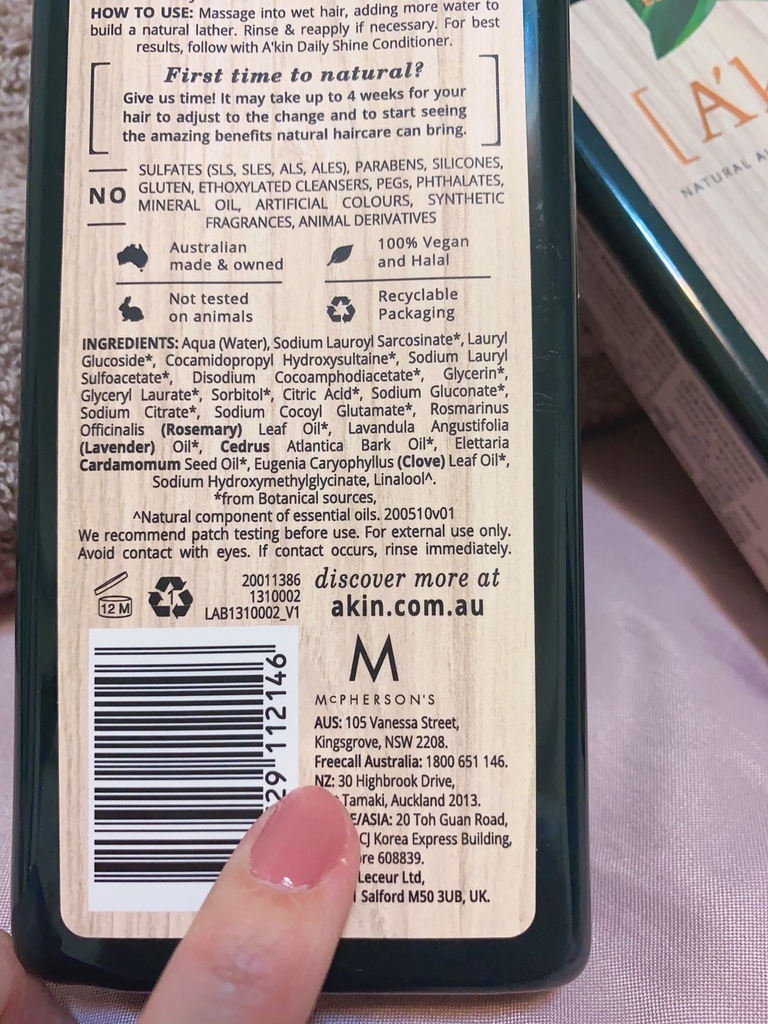 HOW TO USE: Massage into wet hair, adding more water to
build a natural lather. Rinse & reapply if necessary. For best
results, follow with A'kin Daily Shine Conditioner.
First time to natural?
Give us time! It may take up to 4 weeks for your
hair to adjust to the change and to start seeing
the amazing benefits natural haircare can bring.
NO
SULFATES (SLS, SLES, ALS, ALES), PARABENS, SILICONES,
GLUTEN, ETHOXYLATED CLEANSERS, PEGs, PHTHALATES,
MINERAL OIL, ARTIFICIAL COLOURS, SYNTHETIC
FRAGRANCES, ANIMAL DERIVATIVES
Australian
made & owned
100% Vegan
and Halal
Not tested
on animals
Recyclable
Packaging
INGREDIENTS: Aqua (Water), Sodium Lauroyl Sarcosinate*, Lauryl
Glucoside*, Cocamidopropyl Hydroxysultaine*, Sodium Lauryl
Sulfoacetate*, Disodium Cocoamphodiacetate*, Glycerin*,
Glyceryl Laurate*, Sorbitol*, Citric Acid*, Sodium Gluconate*,
Sodium Citrate*, Sodium Cocoyl Glutamate*, Rosmarinus
Officinalis (Rosemary) Leaf Oil*, Lavandula Angustifolia
(Lavender) Oil*, Cedrus Atlantica Bark Oil*, Elettaria
Cardamomum Seed Oil*, Eugenia Caryophyllus (Clove) Leaf Oil*,
Sodium Hydroxymethylglycinate, Linalool^.
*from Botanical sources,
^Natural component of essential oils. 200510v01
We recommend patch testing before use. For external use only.
Avoid contact with eyes. If contact occurs, rinse immediately.
12 M
1
20011386
1310002
LAB1310002_V1
discover more at
akin.com.au
29 112146
M
McPHERSON'S
AUS: 105 Vanessa Street,
Kingsgrove, NSW 2208.
Freecall Australia: 1800 651 146.
NZ: 30 Highbrook Drive,
Tamaki, Auckland 2013.
E/ASIA: 20 Toh Guan Road,
CJ Korea Express Building,
608839.
Leceur Ltd,
Salford M50 3UB, UK.
[A'k
NATURAL